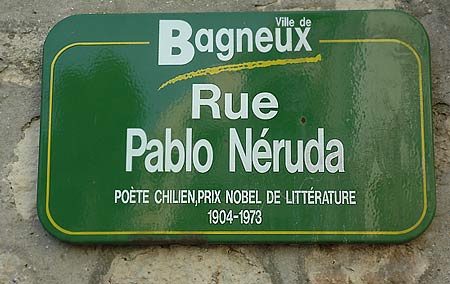 Ville de
Bagneux
Rue
Pablo Néruda
POÈTE CHILIEN,PRIX NOBEL DE LITTÉRATURE
1904-1973